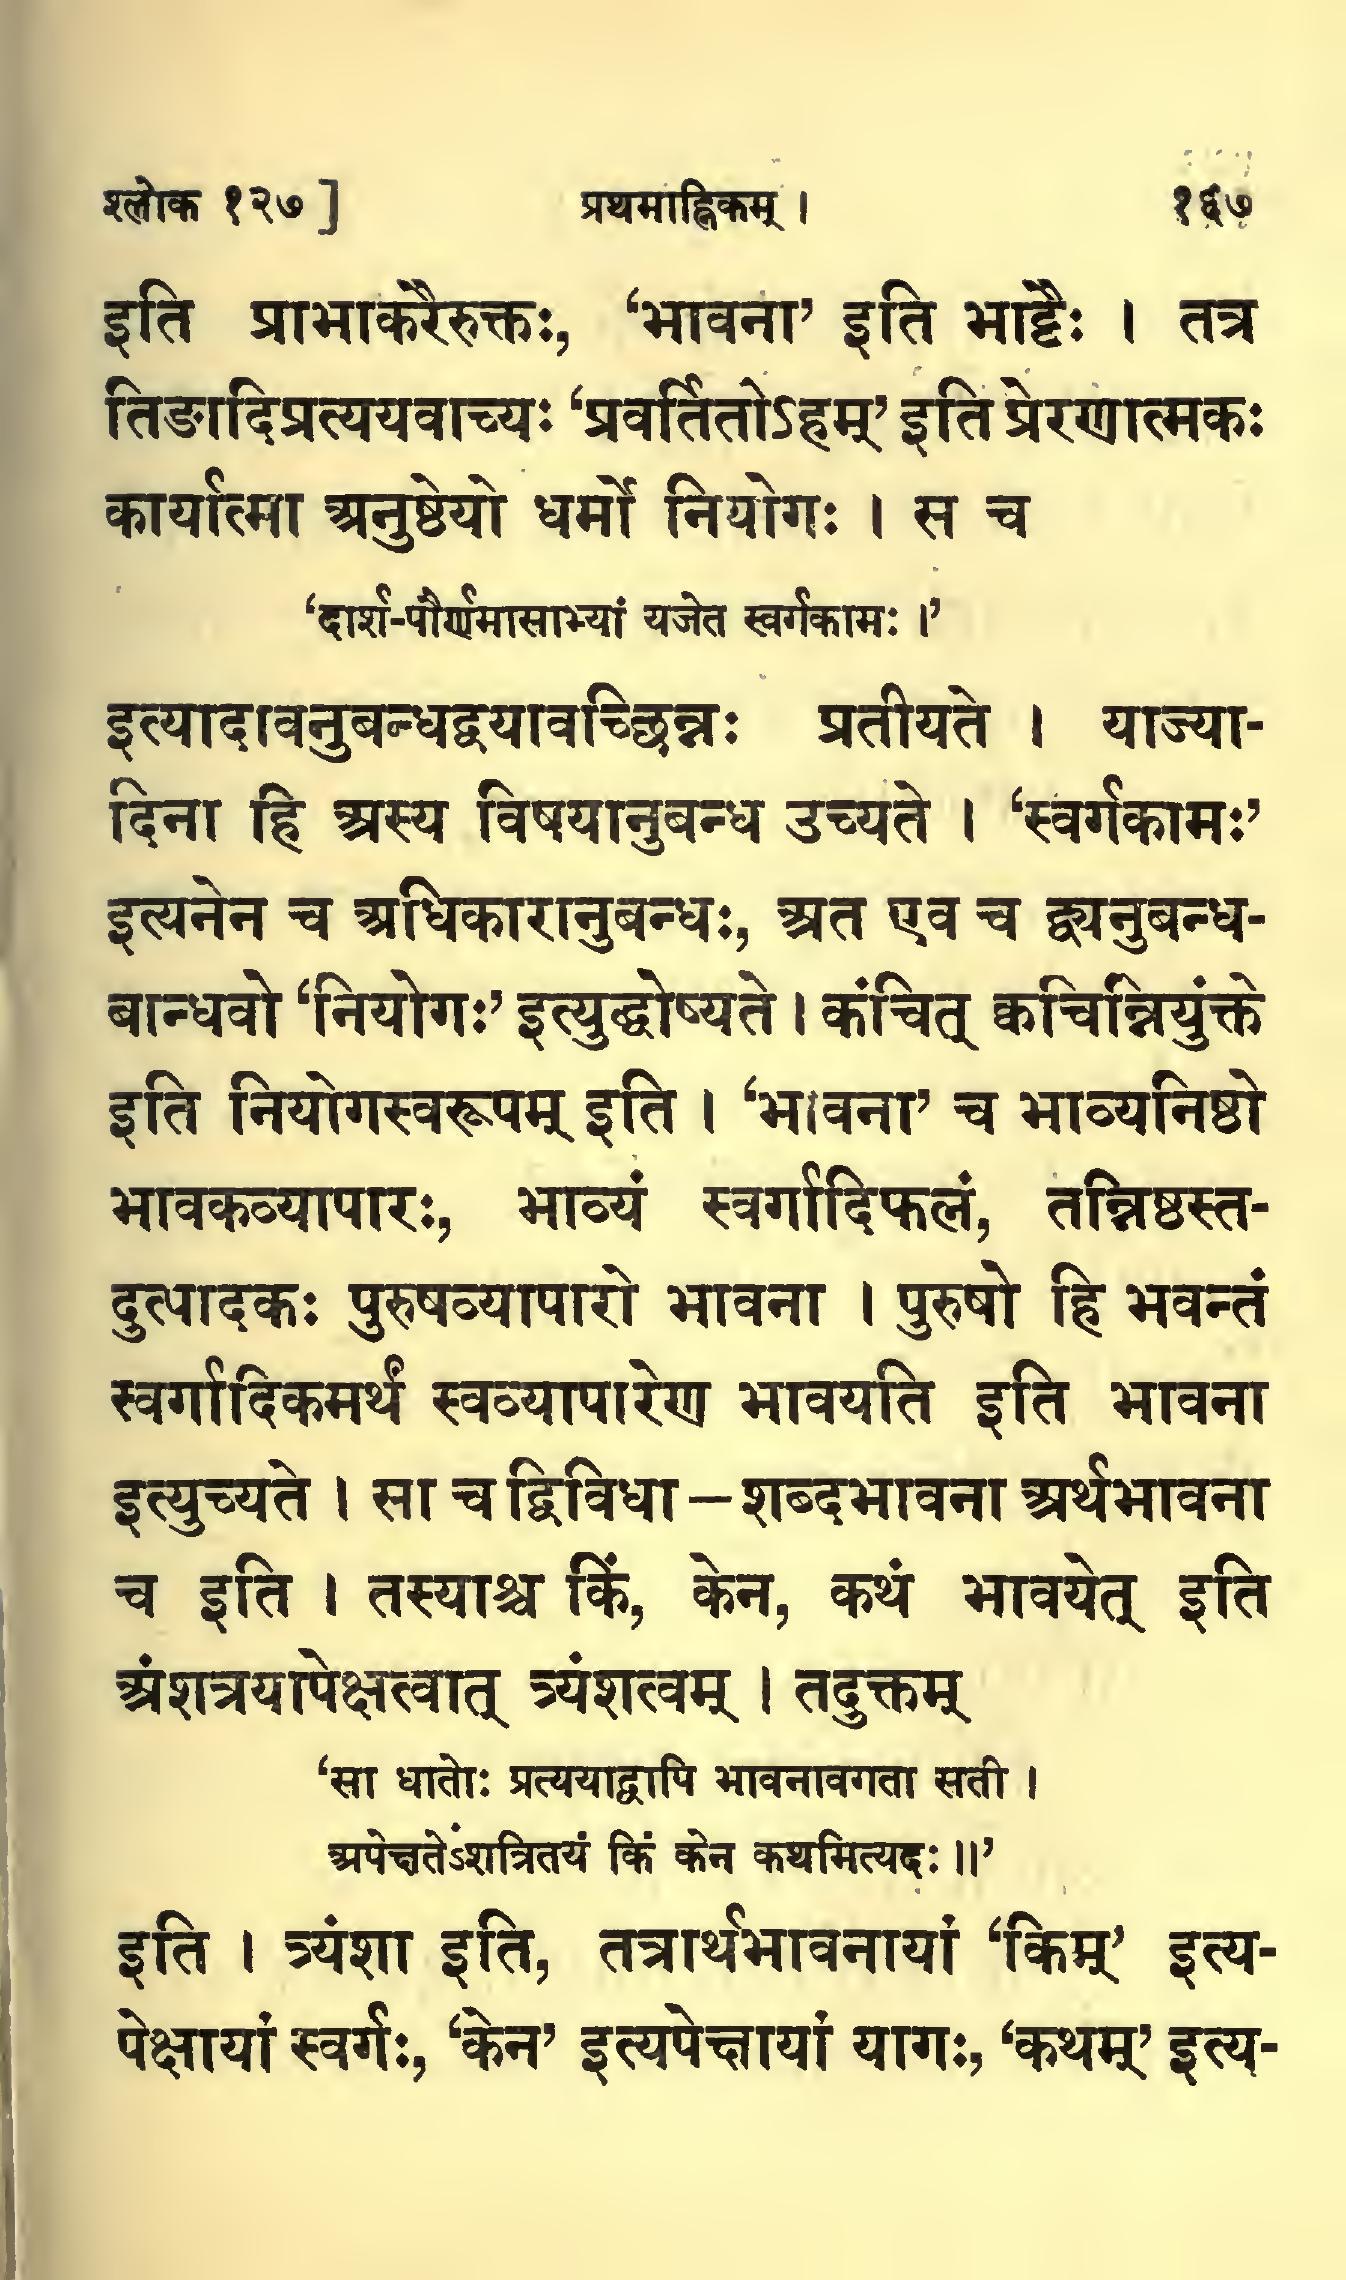 श्लोक १२७ ] प्रथमाह्निकम् । १६७
इति प्राभाकरैरुक्तः, ‘भावना’ इति भाट्टैः । तत्र
तिङादिप्रत्ययवाच्यः ‘प्रवर्तितोऽहम्’ इति प्रेरणात्मकः
कार्यात्मा अनुष्ठेयो धर्मो नियोगः । स च
‘दार्श-पौर्णमासाभ्यां यजेत स्वर्गकामः ।’
इत्यादावनुबन्धद्वयावच्छिन्नः प्रतीयते । याज्या-
दिना हि अस्य विषयानुबन्ध उच्यते । ‘स्वर्गकामः’
इत्यनेन च अधिकारानुबन्धः, अत एव च द्व्यनुबन्ध-
बान्धवो ‘नियोगः’ इत्युद्घोष्यते । कंचित् क्वचिन्नियुंक्ते
इति नियोगस्वरूपम् इति । ‘भावना’ च भाव्यनिष्ठो
भावकव्यापारः, भाव्यं स्वर्गादिफलं, तन्निष्ठस्त-
दुत्पादकः पुरुषव्यापारो भावना । पुरुषो हि भवन्तं
स्वर्गादिकमर्थं स्वव्यापारेण भावयति इति भावना
इत्युच्यते । सा च द्विविधा – शब्दभावना अर्थभावना
च इति । तस्याश्च किं, केन, कथं भावयेत् इति
अंशत्रयापेक्षत्वात् त्र्यंशत्वम् । तदुक्तम्
‘सा धातोः प्रत्ययाद्वापि भावनावगता सती ।
अपेक्षतेंऽशत्रितयं किं केन कथमित्यदः ॥’
इति । त्र्यंशा इति, तत्रार्थभावनायां ‘किम्’ इत्य-
पेक्षायां स्वर्गः, ‘केन’ इत्यपेक्षायां यागः, ‘कथम्’ इत्य-